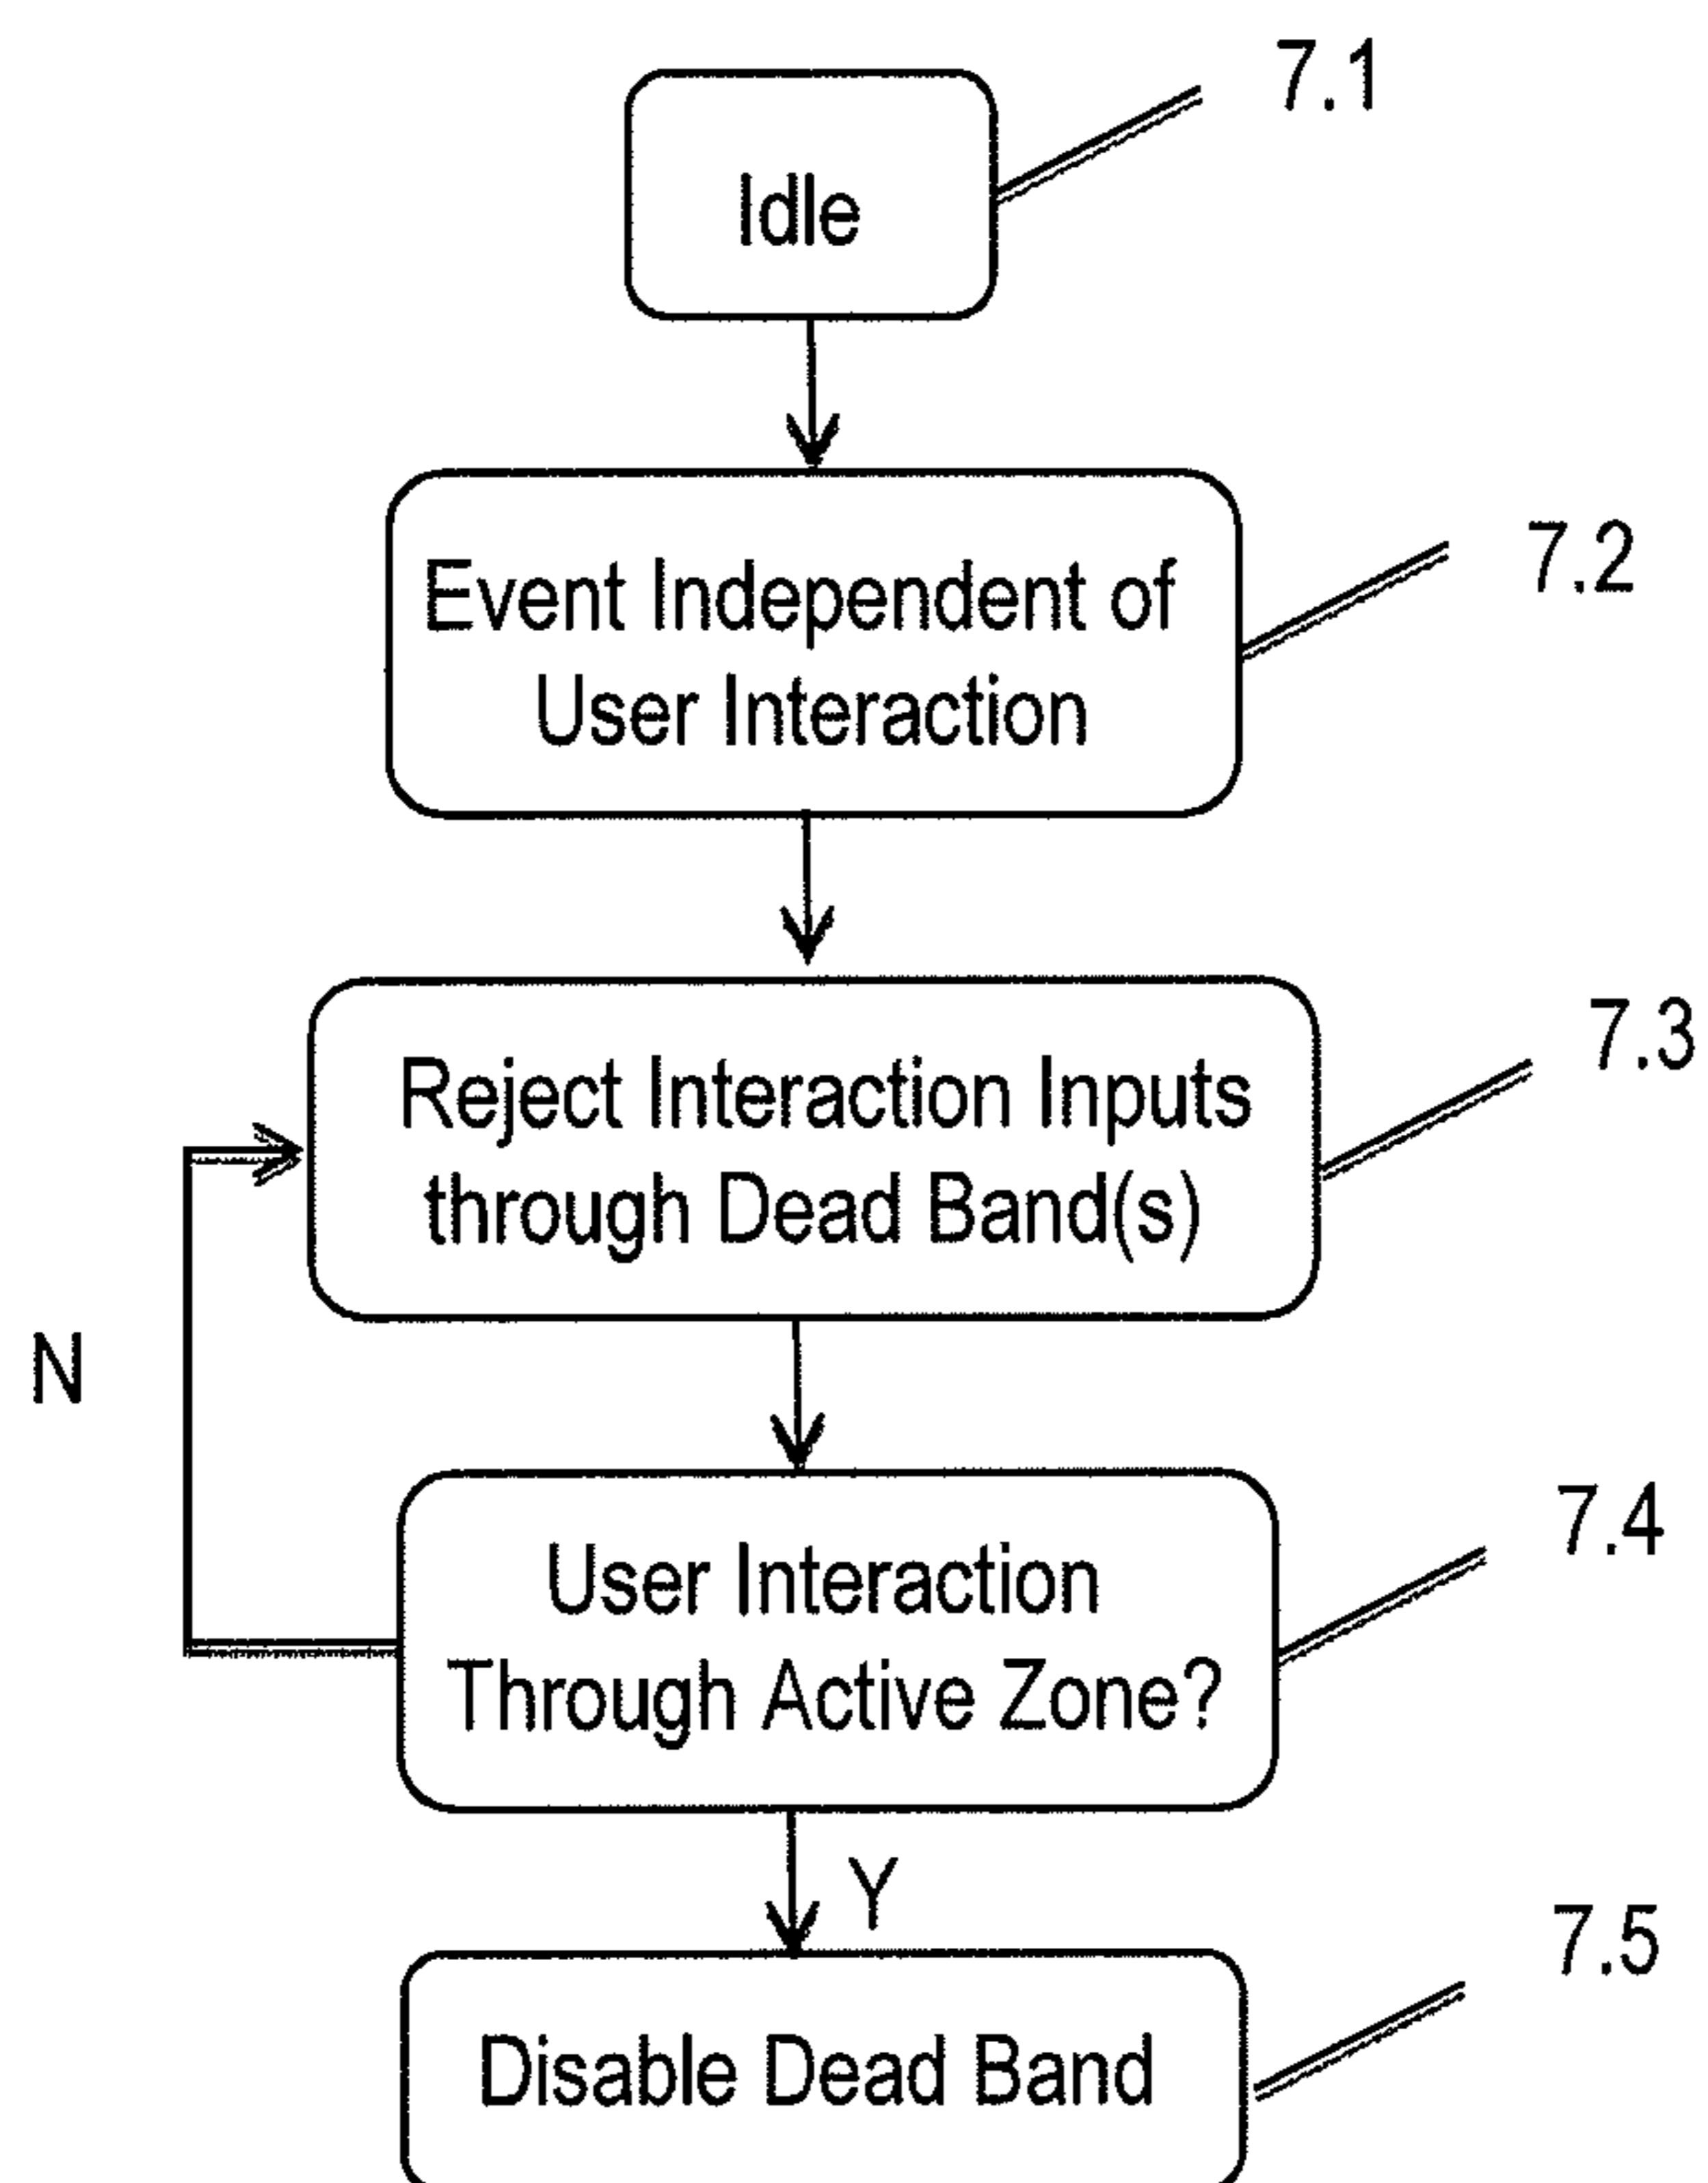 7.1
Idle
7.2
Event Independent of
User Interaction
7.3
Reject Interaction Inputs
through Dead Band(s)
N
7.4
User Interaction
Through Active Zone?
Y
7.5
Disable Dead Band